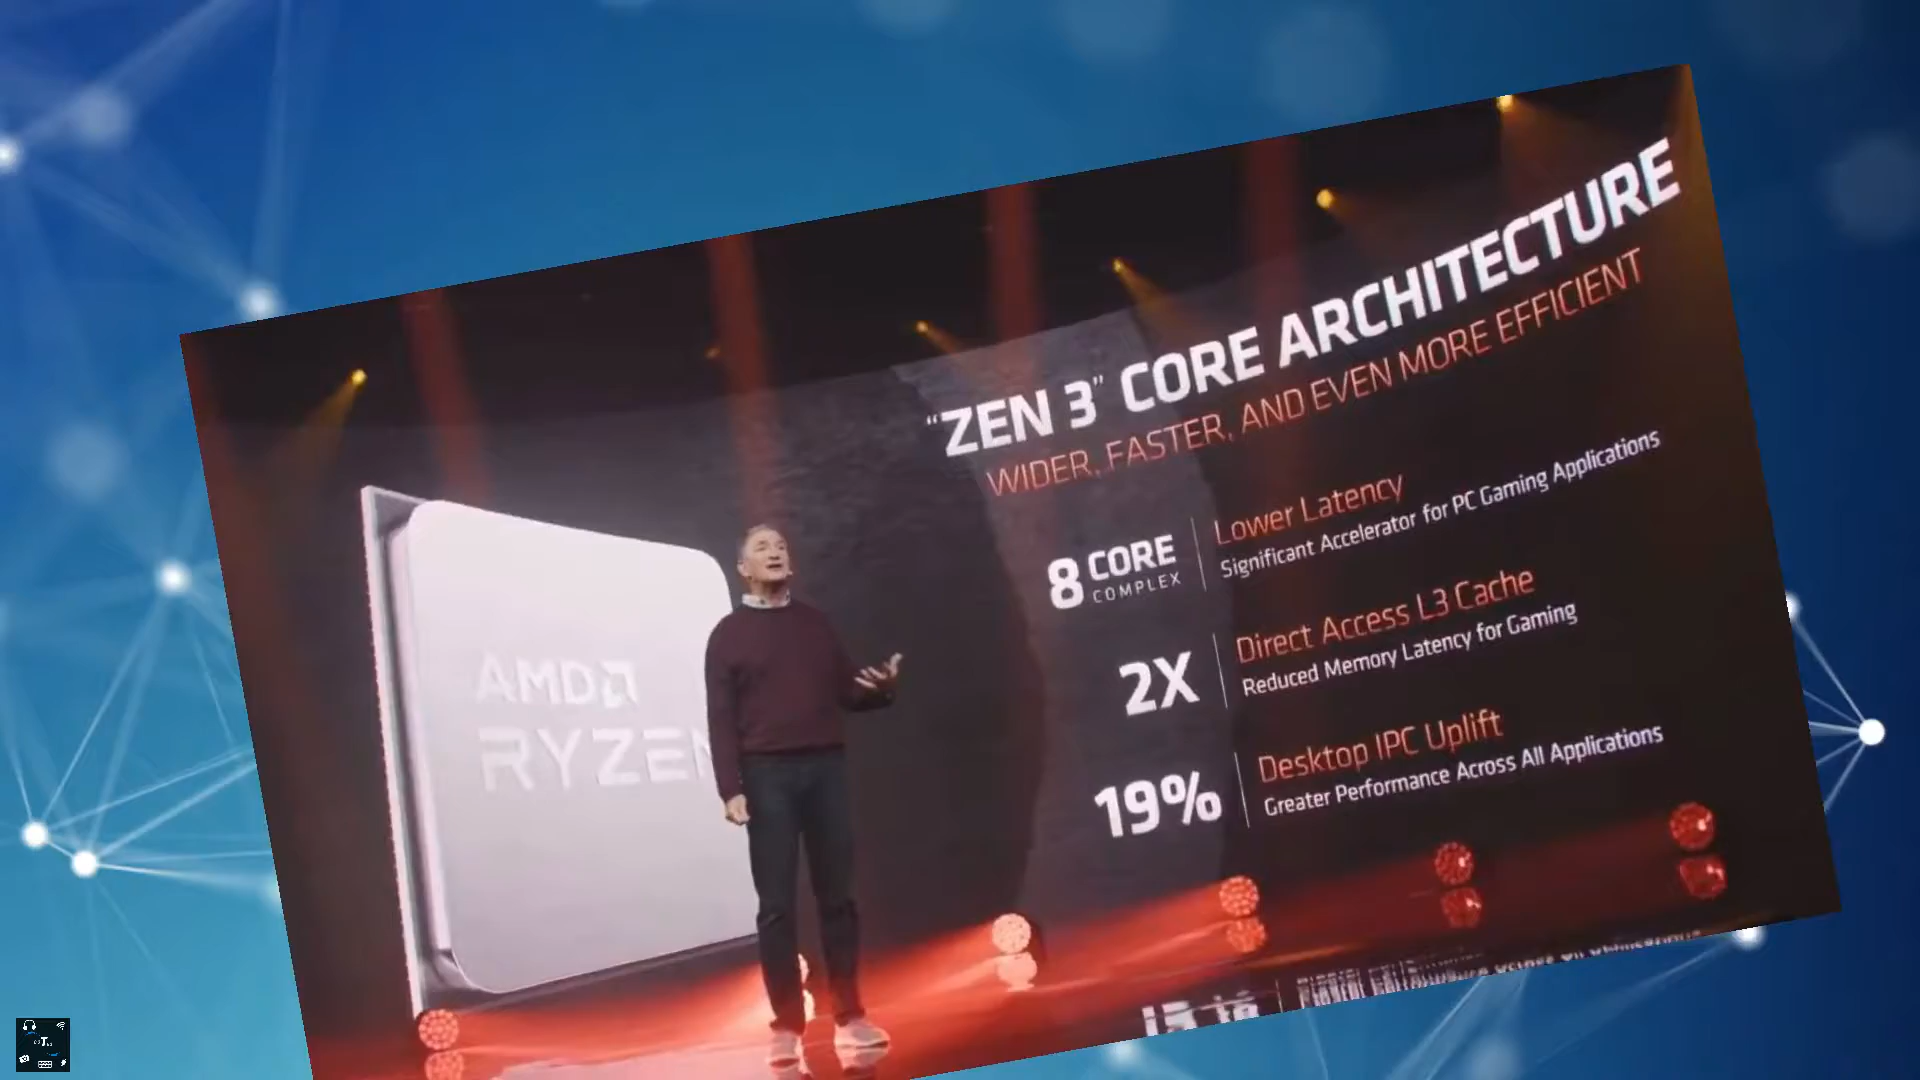 "ZEN 3" CORE ARCHITECTURE
WIDER, FASTER, AND EVEN MORE EFFICIENT
8 CORE
COMPLEX
Lower Latency
Significant Accelerator for PC Gaming Applications
2X
Direct Access L3 Cache
Reduced Memory Latency for Gaming
19%
Desktop IPC Uplift
Greater Performance Across All Applications
AMD
RYZEN